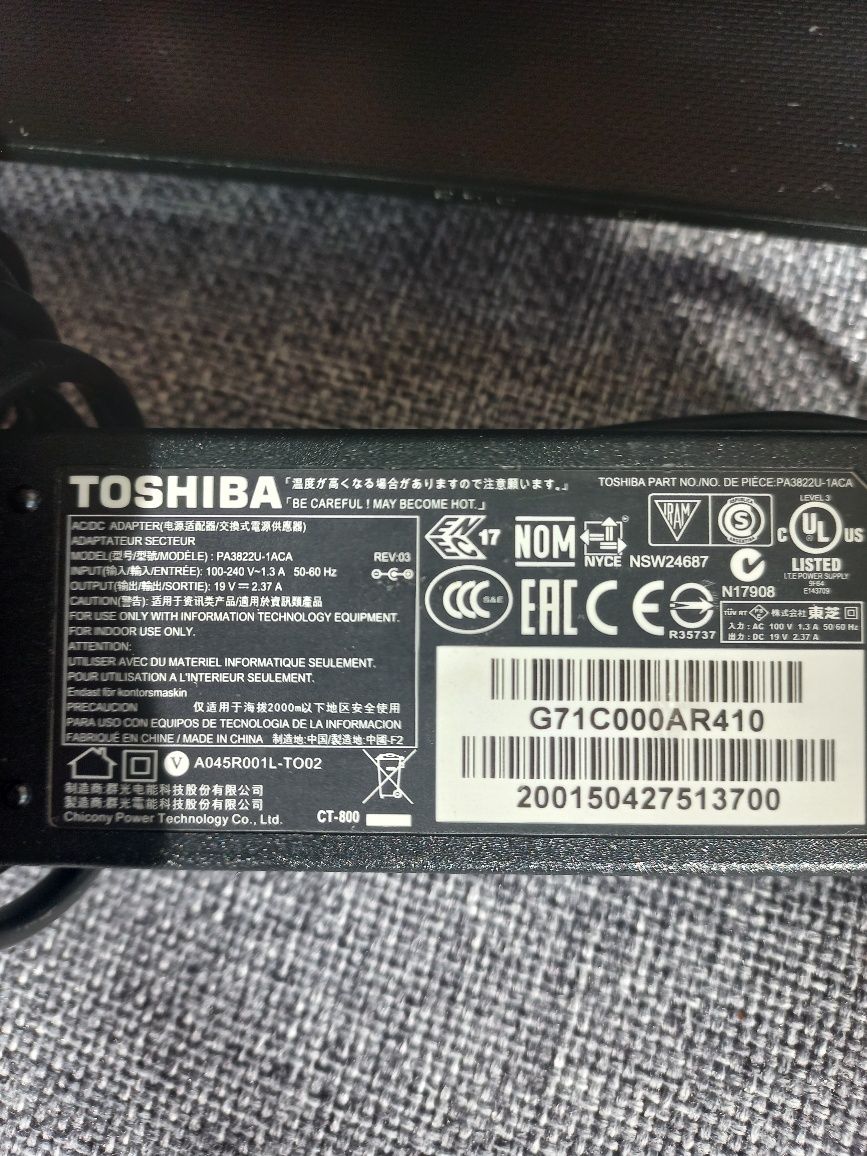 TOSHIBA
「温度が高くなる場合がありますので注意願います。」
「BE CAREFUL ! MAY BECOME HOT.」
TOSHIBA PART NO./NO. DE PIÈCE:PA3822U-1ACA
AC/DC ADAPTER(电源适配器/交換式電源供應器)
ADAPTATEUR SECTEUR
MODEL(型号/型號/MODÈLE) : PA3822U-1ACA
REV:03
INPUT(输入/輸入/ENTRÉE): 100-240 V~1.3 A 50-60 Hz
OUTPUT(输出/輸出/SORTIE): 19 V⎓2.37 A
CAUTION(警告): 适用于资讯类产品/適用於資訊類產品
FOR USE ONLY WITH INFORMATION TECHNOLOGY EQUIPMENT.
FOR INDOOR USE ONLY.
ATTENTION:
UTILISER AVEC DU MATERIEL INFORMATIQUE SEULEMENT.
POUR UTILISATION A L'INTERIEUR SEULEMENT.
Endast för kontorsmaskin
PRECAUCION 仅适用于海拔2000m以下地区安全使用
PARA USO CON EQUIPOS DE TECNOLOGIA DE LA INFORMACION
FABRIQUÉ EN CHINE / MADE IN CHINA 制造地:中国/製造地:中國-F2
V A045R001L-TO02
制造商:群光电能科技股份有限公司
製造商:群光電能科技股份有限公司
Chicony Power Technology Co., Ltd.
CT-800
17
NOM
NYCE
NSW24687
IRAM
S
N17908
LEVEL 3
C UL US
LISTED
I.T.E POWER SUPPLY
9F64
E143709
CCC S&E
EAC
CE
R35737
TÜV RT PSE 株式会社 東芝
入力 : AC 100 V 1.3 A 50/60 Hz
出力 : DC 19 V 2.37 A
G71C000AR410
200150427513700